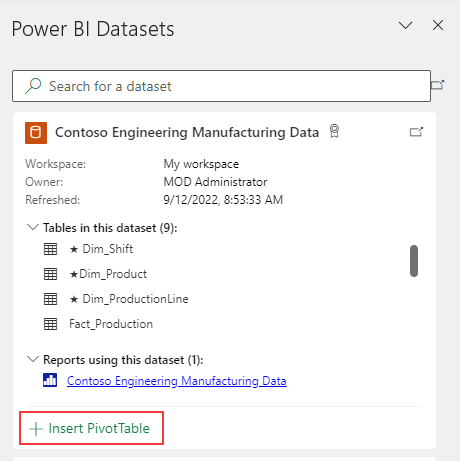 Power BI Datasets
Search for a dataset
Contoso Engineering Manufacturing Data
Workspace: My workspace
Owner: MOD Administrator
Refreshed: 9/12/2022, 8:53:33 AM
Tables in this dataset (9):
★ Dim_Shift
★Dim_Product
★ Dim_ProductionLine
Fact_Production
Reports using this dataset (1):
Contoso Engineering Manufacturing Data
+ Insert PivotTable